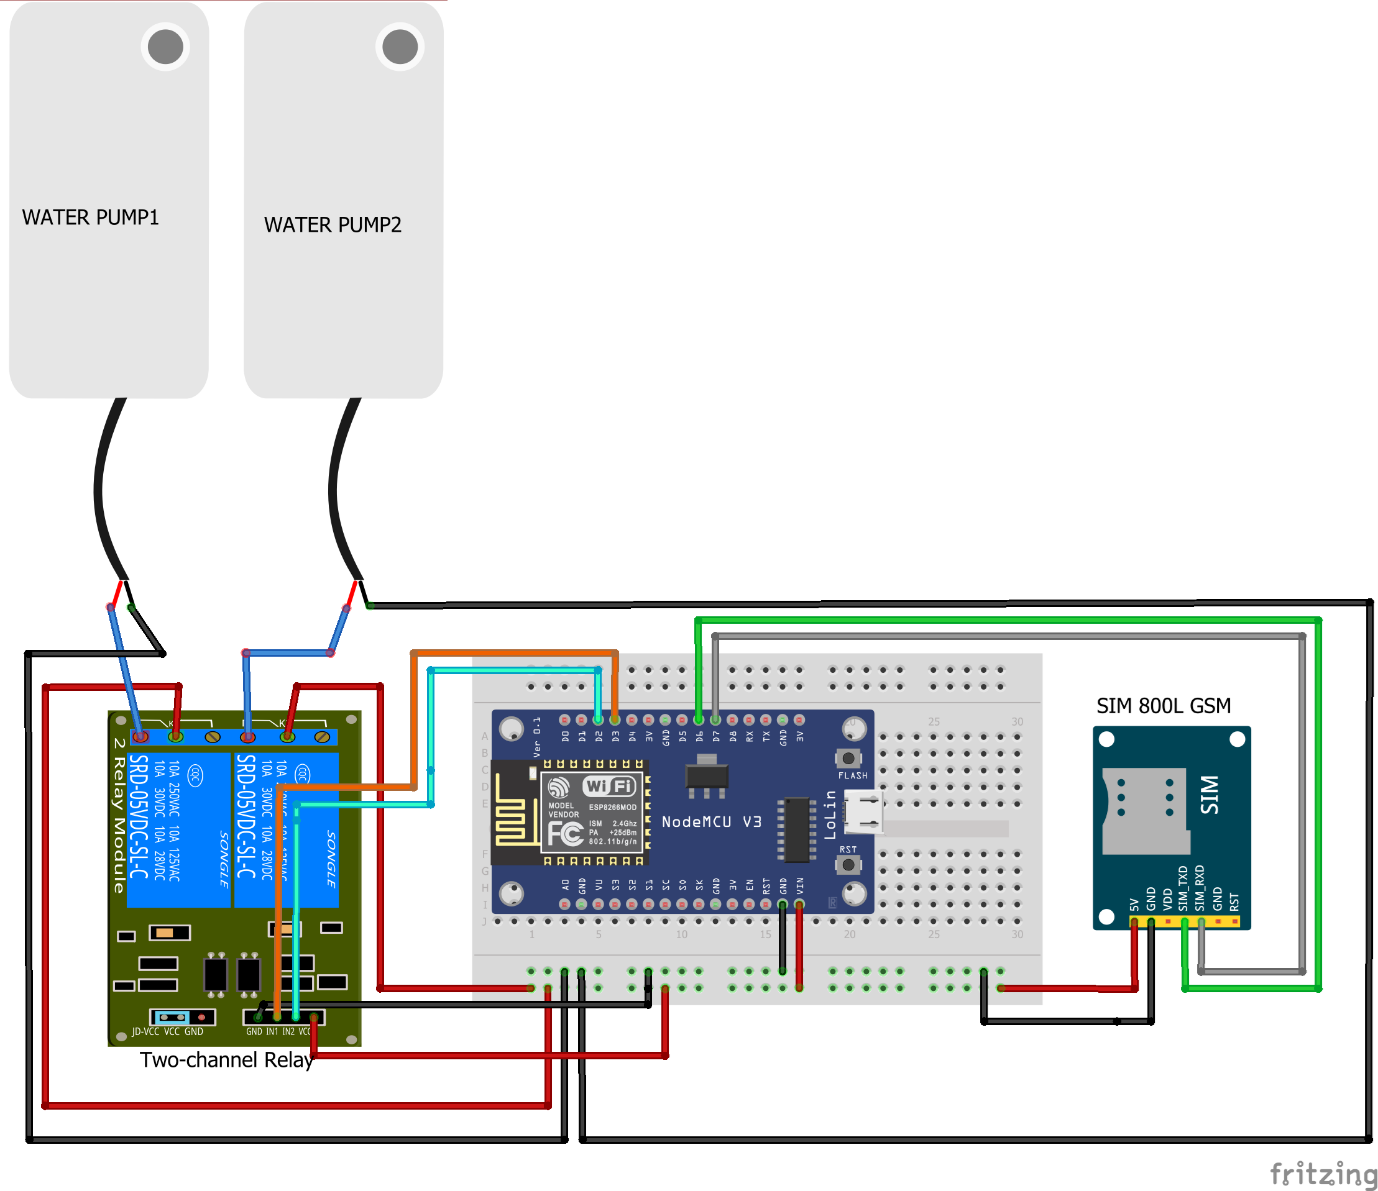 WATER PUMP1
WATER PUMP2
SIM 800L GSM
SIM
5V
GND
VDD
SIM_TXD
SIM_RXD
GND
RST
2 Relay Module
K
K
SRD-05VDC-SL-C
10A 250VAC 10A 125VAC
10A 30VDC 10A 28VDC
SONGLE
SRD-05VDC-SL-C
10A 30VDC 10A 28VDC
SONGLE
JD-VCC VCC GND
GND IN1 IN2 VCC
Two-channel Relay
Ver 0.1
D0 D1 D2 D3 D4 3V GND D5 D6 D7 D8 RX TX GND 3V
WiFi
MODEL ESP8266MOD
VENDOR
ISM 2.4Ghz
PA +25dBm
802.11b/g/n
FC
NodeMCU V3
LoLin
FLASH
RST
A0 GND VU S3 S2 S1 SC S0 SK GND 3V EN RST GND VIN
A
B
C
D
E
F
G
H
I
J
20 25 30
1 5 10 15 20 25 30
fritzing